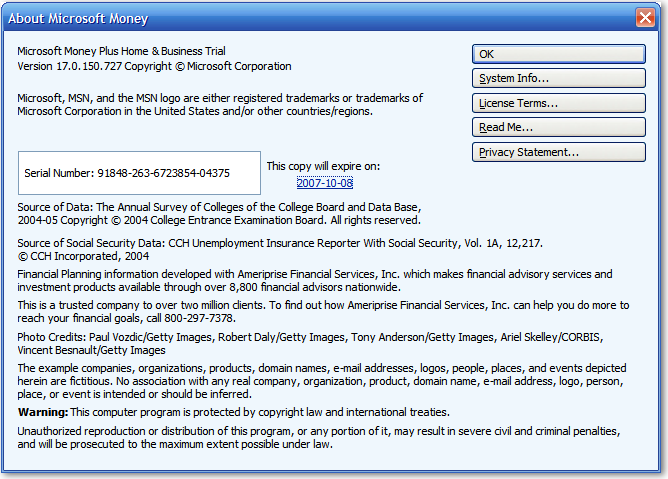 About Microsoft Money
Microsoft Money Plus Home & Business Trial
Version 17.0.150.727 Copyright © Microsoft Corporation
Microsoft, MSN, and the MSN logo are either registered trademarks or trademarks of
Microsoft Corporation in the United States and/or other countries/regions.
OK
System Info...
License Terms...
Read Me...
Privacy Statement...
Serial Number: 91848-263-6723854-04375
This copy will expire on:
2007-10-08
Source of Data: The Annual Survey of Colleges of the College Board and Data Base,
2004-05 Copyright © 2004 College Entrance Examination Board. All rights reserved.
Source of Social Security Data: CCH Unemployment Insurance Reporter With Social Security, Vol. 1A, 12,217.
© CCH Incorporated, 2004
Financial Planning information developed with Ameriprise Financial Services, Inc. which makes financial advisory services and
investment products available through over 8,800 financial advisors nationwide.
This is a trusted company to over two million clients. To find out how Ameriprise Financial Services, Inc. can help you do more to
reach your financial goals, call 800-297-7378.
Photo Credits: Paul Vozdic/Getty Images, Robert Daly/Getty Images, Tony Anderson/Getty Images, Ariel Skelley/CORBIS,
Vincent Besnault/Getty Images
The example companies, organizations, products, domain names, e-mail addresses, logos, people, places, and events depicted
herein are fictitious. No association with any real company, organization, product, domain name, e-mail address, logo, person,
place, or event is intended or should be inferred.
Warning: This computer program is protected by copyright law and international treaties.
Unauthorized reproduction or distribution of this program, or any portion of it, may result in severe civil and criminal penalties,
and will be prosecuted to the maximum extent possible under law.